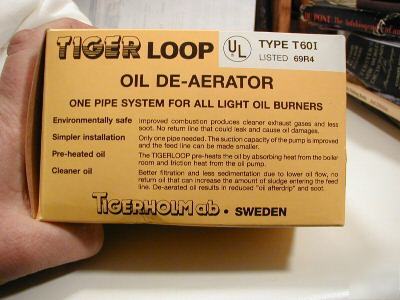 TIGER LOOP UL TYPE T60I
LISTED 69R4
OIL DE-AERATOR
ONE PIPE SYSTEM FOR ALL LIGHT OIL BURNERS
Environmentally safe Improved combustion produces cleaner exhaust gases and less
soot. No return line that could leak and cause oil damages.
Simpler installation Only one pipe needed. The suction capacity of the pump is improved
and the feed line can be made smaller.
Pre-heated oil The TIGERLOOP pre-heats the oil by absorbing heat from the boiler
room and friction heat from the oil pump.
Cleaner oil Better filtration and less sedimentation due to lower oil flow, no
return oil that can increase the amount of sludge entering the feed
line. De-aerated oil results in reduced "oil afterdrip" and soot.
TIGERHOLM ab • SWEDEN